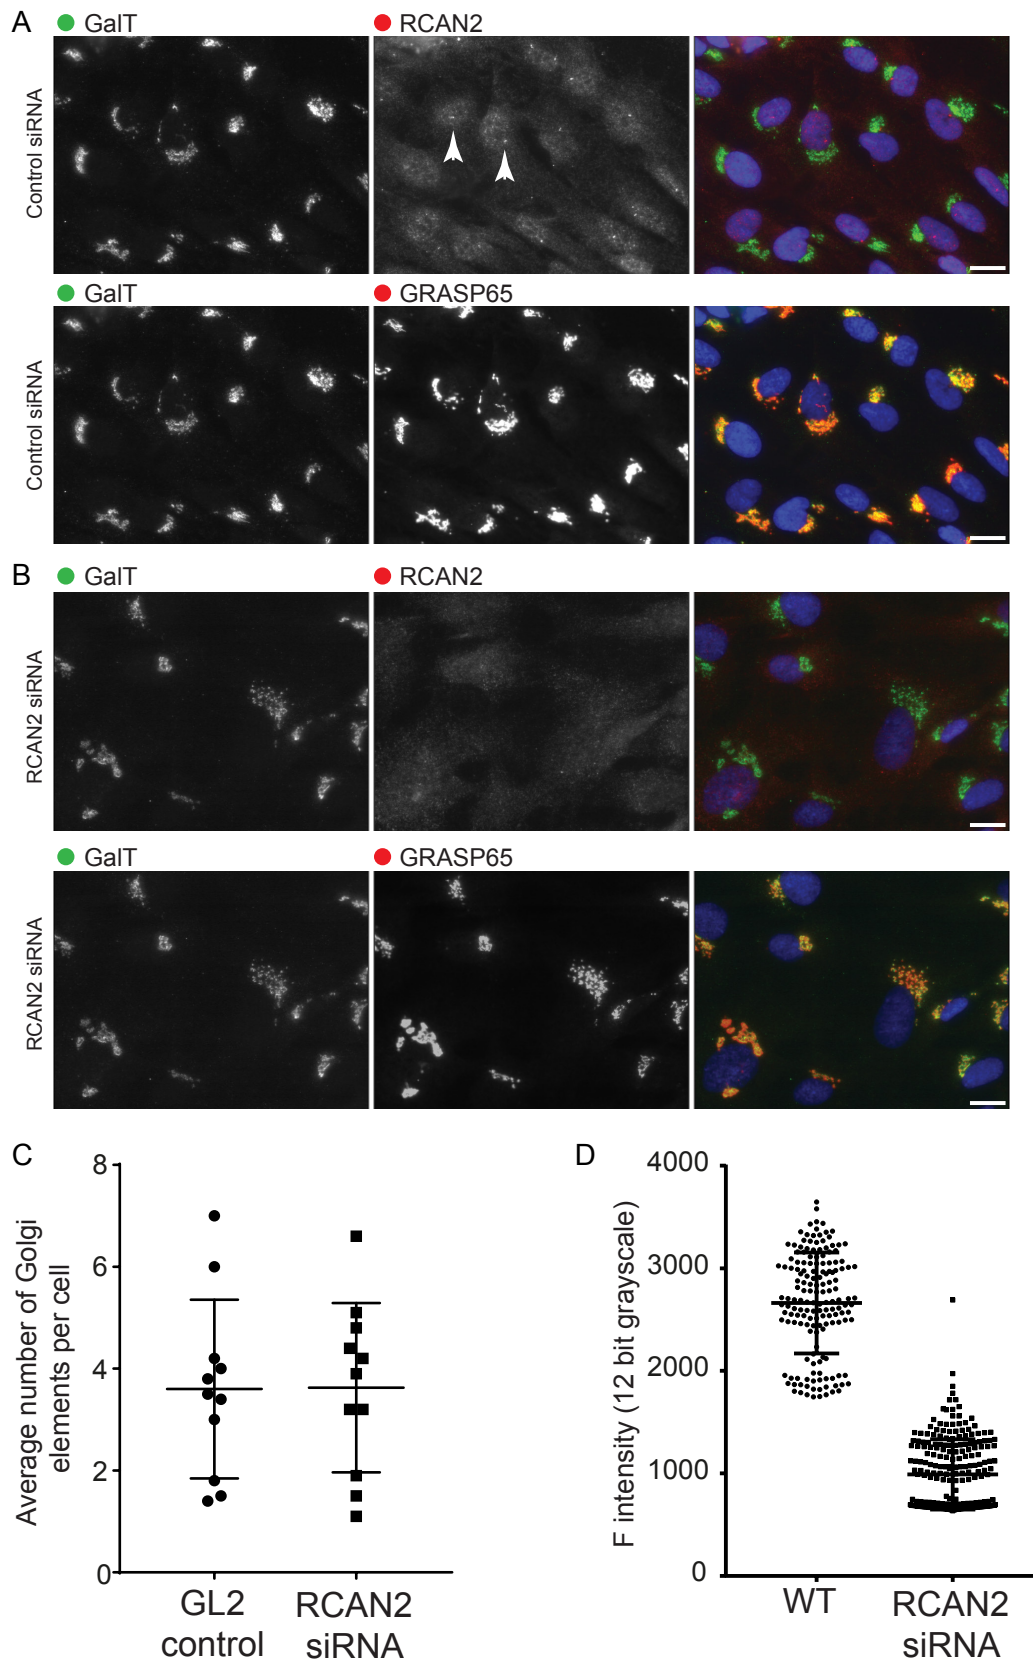 A
GalT
RCAN2
Control siRNA
GalT
GRASP65
Control siRNA
B
GalT
RCAN2
RCAN2 siRNA
GalT
GRASP65
RCAN2 siRNA
C
Average number of Golgi
elements per cell
8
6
4
2
0
GL2
control
RCAN2
siRNA
D
F intensity (12 bit grayscale)
4000
3000
2000
1000
0
WT
RCAN2
siRNA